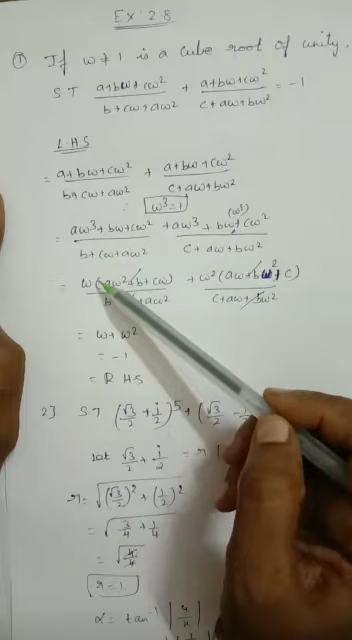 EX: 2.8
① If ω ≠ 1 is a cube root of unity,
S T (a+bω+cω²)/(b+cω+aω²) + (a+bω+cω²)/(c+aω+bω²) = -1
L.H.S
= (a+bω+cω²)/(b+cω+aω²) + (a+bω+cω²)/(c+aω+bω²)
∵ ω³=1
= (aω³+bω+cω²)/(b+cω+aω²) + (aω³+bω(ω³)+cω²)/(c+aω+bω²)
= ω(aω²+b+cω)/ +aω² + ω²(aω+bω²+c)/(c+aω+bω²)
= ω+ω²
= -1
= R H S
2] S T (√3/2 + i/2)⁵ + (√3/2
let √3/2 + i/2 = r
r = √((√3/2)² + (1/2)²)
= √(3/4 + 1/4)
= √(4/4)
r = 1
α = tan⁻¹